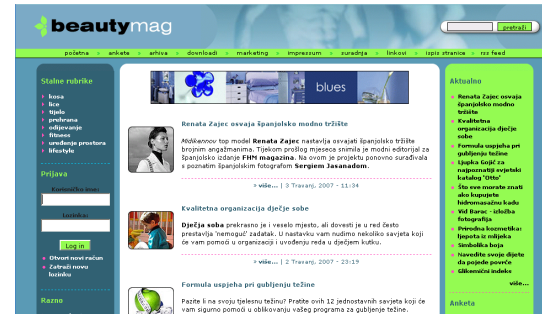 beautymag
pretraži
početna
ankete
arhiva
downloadi
marketing
impressum
suradnja
linkovi
ispis stranice
rss feed
Stalne rubrike
kosa
lice
tijelo
prehrana
odijevanje
fitness
uređenje prostora
lifestyle
Prijava
Korisničko ime:
Lozinka:
Log in
Otvori novi račun
Zatraži novu
lozinku
Razno
blues
Renata Zajec osvaja španjolsko modno tržište
Midikennov top model Renata Zajec nastavlja osvajati španjolsko tržište
brojnim angažmanima. Tijekom prošlog mjeseca snimila je modni editorijal za
španjolsko izdanje FHM magazina. Na ovom je projektu ponovno surađivala
s poznatim španjolskim fotografom Sergiem Jasanadom.
» više... | 3 Travanj, 2007 - 11:34
Kvalitetna organizacija dječje sobe
Dječja soba prekrasno je i veselo mjesto, ali dovesti je u red često
predstavlja 'nemoguć' zadatak. U nastavku vam nudimo nekoliko savjeta koji
će vam pomoći u organizaciji i uvođenju reda u dječjem kutku.
» više... | 2 Travanj, 2007 - 23:19
Formula uspjeha pri gubljenju težine
Pazite li na svoju tjelesnu težinu? Pratite ovih 12 jednostavnih savjeta koji će
vam sigurno pomoći u oblikovanju vašeg programa za gubljenje težine.
Aktualno
Renata Zajec osvaja
španjolsko modno
tržište
Kvalitetna
organizacija dječje
sobe
Formula uspjeha pri
gubljenju težine
Ljupka Gojić za
najpoznatiji svjetski
katalog 'Otto'
Što sve morate znati
ako kupujete
hidromasažnu kadu
Vid Barac - izložba
fotografija
Prirodna kozmetika:
ljepota iz mlijeka
Simbolika boja
Navedite svoje dijete
da pojede povrće
Glikemični indeks
više...
Anketa